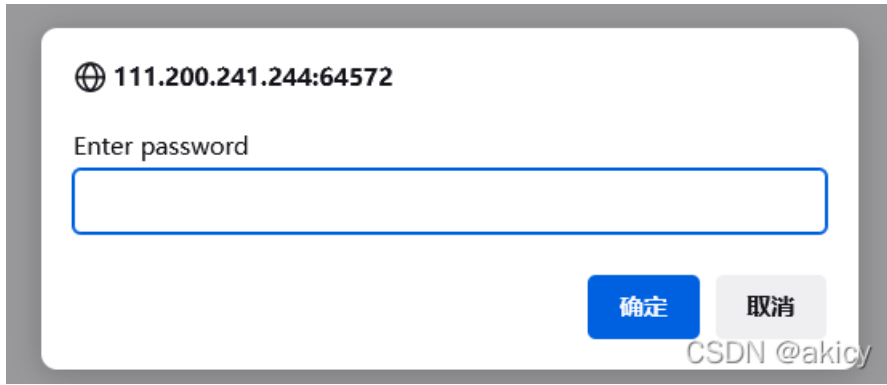 111.200.241.244:64572
Enter password
确定 取消
CSDN @akicy